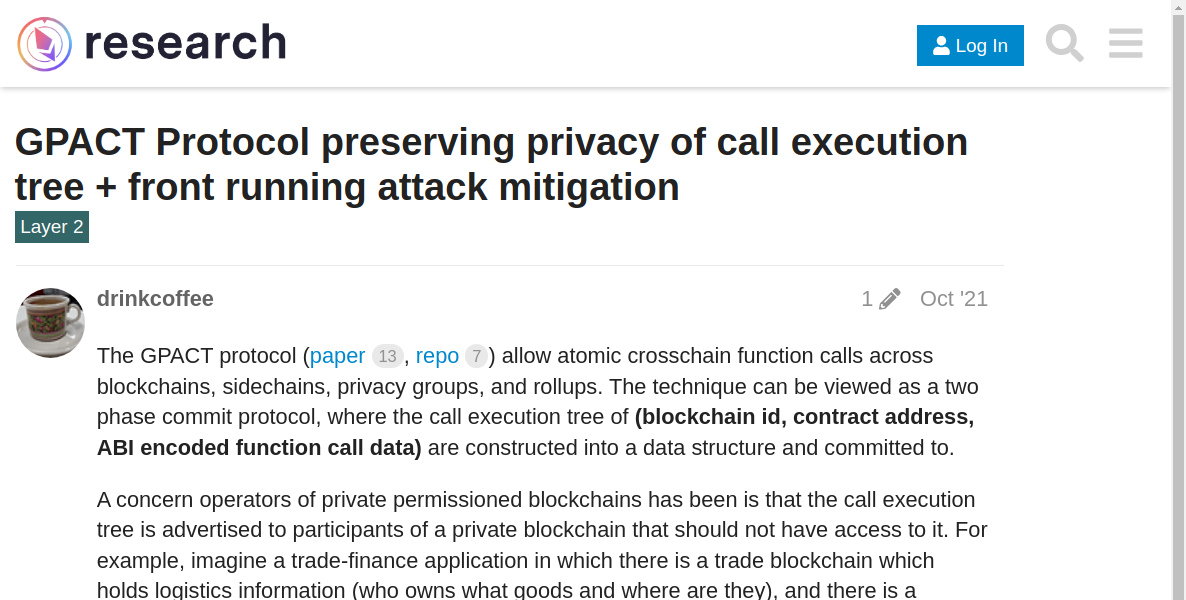 research
Log In
GPACT Protocol preserving privacy of call execution
tree + front running attack mitigation
Layer 2
drinkcoffee
1
Oct '21
The GPACT protocol (paper 13, repo 7) allow atomic crosschain function calls across
blockchains, sidechains, privacy groups, and rollups. The technique can be viewed as a two
phase commit protocol, where the call execution tree of (blockchain id, contract address,
ABI encoded function call data) are constructed into a data structure and committed to.
A concern operators of private permissioned blockchains has been is that the call execution
tree is advertised to participants of a private blockchain that should not have access to it. For
example, imagine a trade-finance application in which there is a trade blockchain which
holds logistics information (who owns what goods and where are they), and there is a